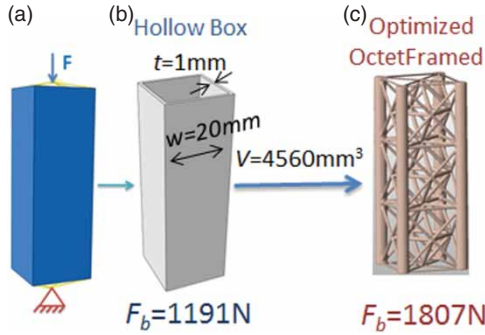 (a)
(b)
(c)
Hollow Box
Optimized
OctetFramed
F
t=1mm
w=20mm
V=4560mm³
F_b=1191N
F_b=1807N